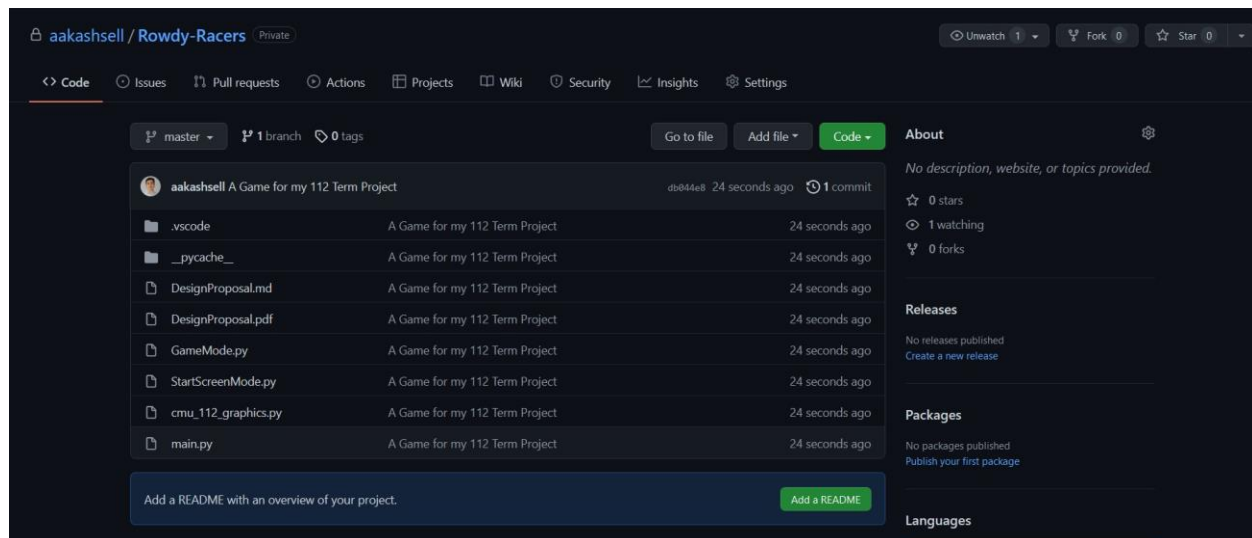 aakashsell / Rowdy-Racers Private
Unwatch 1 Fork 0 Star 0
Code Issues Pull requests Actions Projects Wiki Security Insights Settings
master 1 branch 0 tags Go to file Add file Code
aakashsell A Game for my 112 Term Project db044e8 24 seconds ago 1 commit
.vscode A Game for my 112 Term Project 24 seconds ago
__pycache__ A Game for my 112 Term Project 24 seconds ago
DesignProposal.md A Game for my 112 Term Project 24 seconds ago
DesignProposal.pdf A Game for my 112 Term Project 24 seconds ago
GameMode.py A Game for my 112 Term Project 24 seconds ago
StartScreenMode.py A Game for my 112 Term Project 24 seconds ago
cmu_112_graphics.py A Game for my 112 Term Project 24 seconds ago
main.py A Game for my 112 Term Project 24 seconds ago
Add a README with an overview of your project. Add a README
About
No description, website, or topics provided.
0 stars
1 watching
0 forks
Releases
No releases published
Create a new release
Packages
No packages published
Publish your first package
Languages